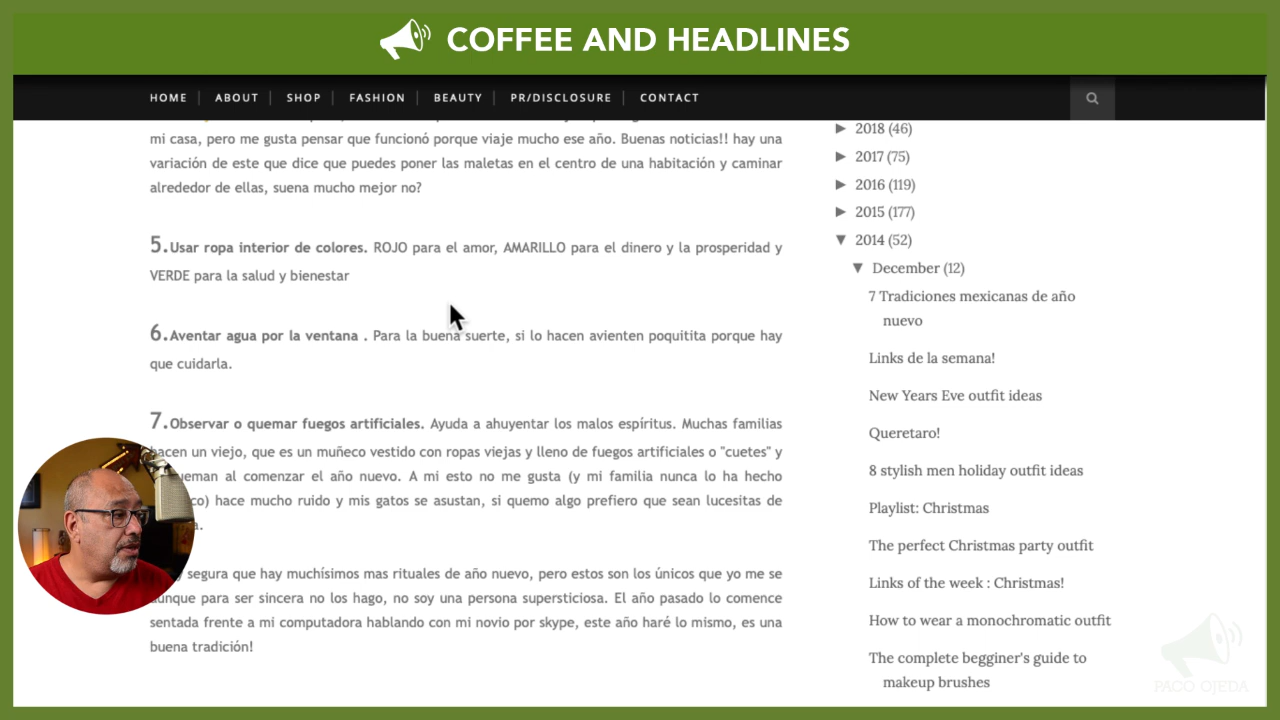 COFFEE AND HEADLINES
HOME ABOUT SHOP FASHION BEAUTY PR/DISCLOSURE CONTACT
mi casa, pero me gusta pensar que funcionó porque viaje mucho ese año. Buenas noticias!! hay una
variación de este que dice que puedes poner las maletas en el centro de una habitación y caminar
alrededor de ellas, suena mucho mejor no?
5.Usar ropa interior de colores. ROJO para el amor, AMARILLO para el dinero y la prosperidad y
VERDE para la salud y bienestar
6.Aventar agua por la ventana . Para la buena suerte, si lo hacen avienten poquitita porque hay
que cuidarla.
7.Observar o quemar fuegos artificiales. Ayuda a ahuyentar los malos espíritus. Muchas familias
hacen un viejo, que es un muñeco vestido con ropas viejas y lleno de fuegos artificiales o "cuetes" y
queman al comenzar el año nuevo. A mi esto no me gusta (y mi familia nunca lo ha hecho
hace mucho ruido y mis gatos se asustan, si quemo algo prefiero que sean lucesitas de
segura que hay muchísimos mas rituales de año nuevo, pero estos son los únicos que yo me se
aunque para ser sincera no los hago, no soy una persona supersticiosa. El año pasado lo comence
sentada frente a mi computadora hablando con mi novio por skype, este año haré lo mismo, es una
buena tradición!
► 2018 (46)
► 2017 (75)
► 2016 (119)
► 2015 (177)
▼ 2014 (52)
▼ December (12)
7 Tradiciones mexicanas de año
nuevo
Links de la semana!
New Years Eve outfit ideas
Queretaro!
8 stylish men holiday outfit ideas
Playlist: Christmas
The perfect Christmas party outfit
Links of the week : Christmas!
How to wear a monochromatic outfit
The complete begginer's guide to
makeup brushes
PACO OJEDA